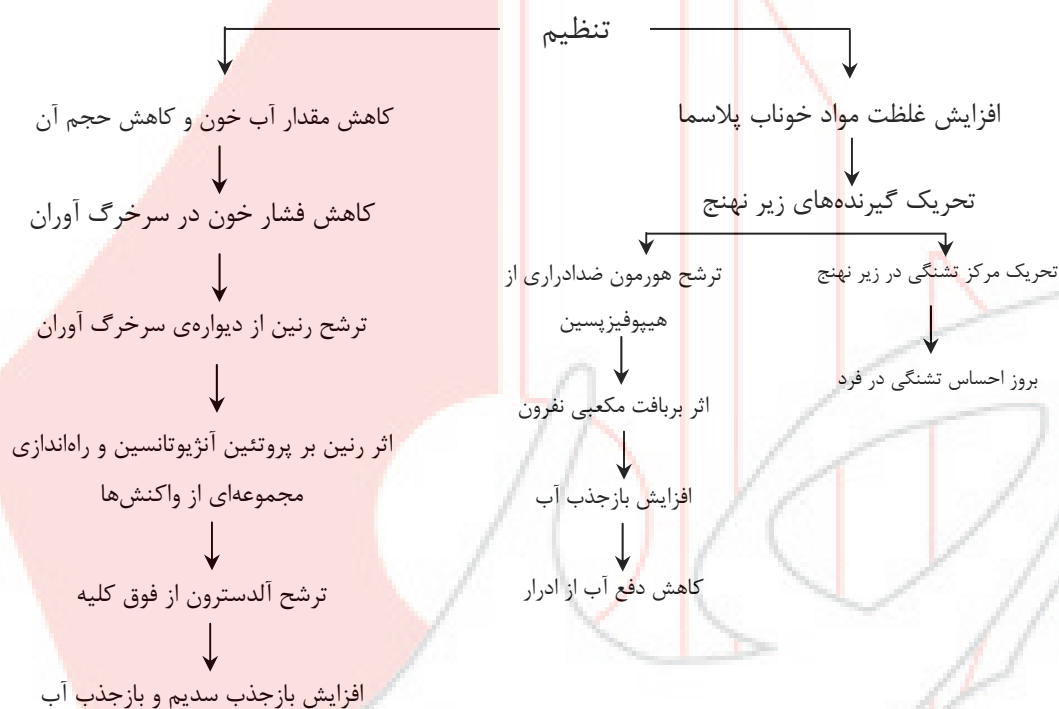 تنظیم
افزایش غلظت مواد خوناب پلاسما
تحریک گیرنده‌های زیر نهنج
تحریک مرکز تشنگی در زیر نهنج
بروز احساس تشنگی در فرد
ترشح هورمون ضدادراری از
هیپوفیزپسین
اثر بربافت مکعبی نفرون
افزایش بازجذب آب
کاهش دفع آب از ادرار
کاهش مقدار آب خون و کاهش حجم آن
کاهش فشار خون در سرخرگ آوران
ترشح رنین از دیواره‌ی سرخرگ آوران
اثر رنین بر پروتئین آنژیوتانسین و راه‌اندازی
مجموعه‌ای از واکنش‌ها
ترشح آلدسترون از فوق کلیه
افزایش بازجذب سدیم و بازجذب آب